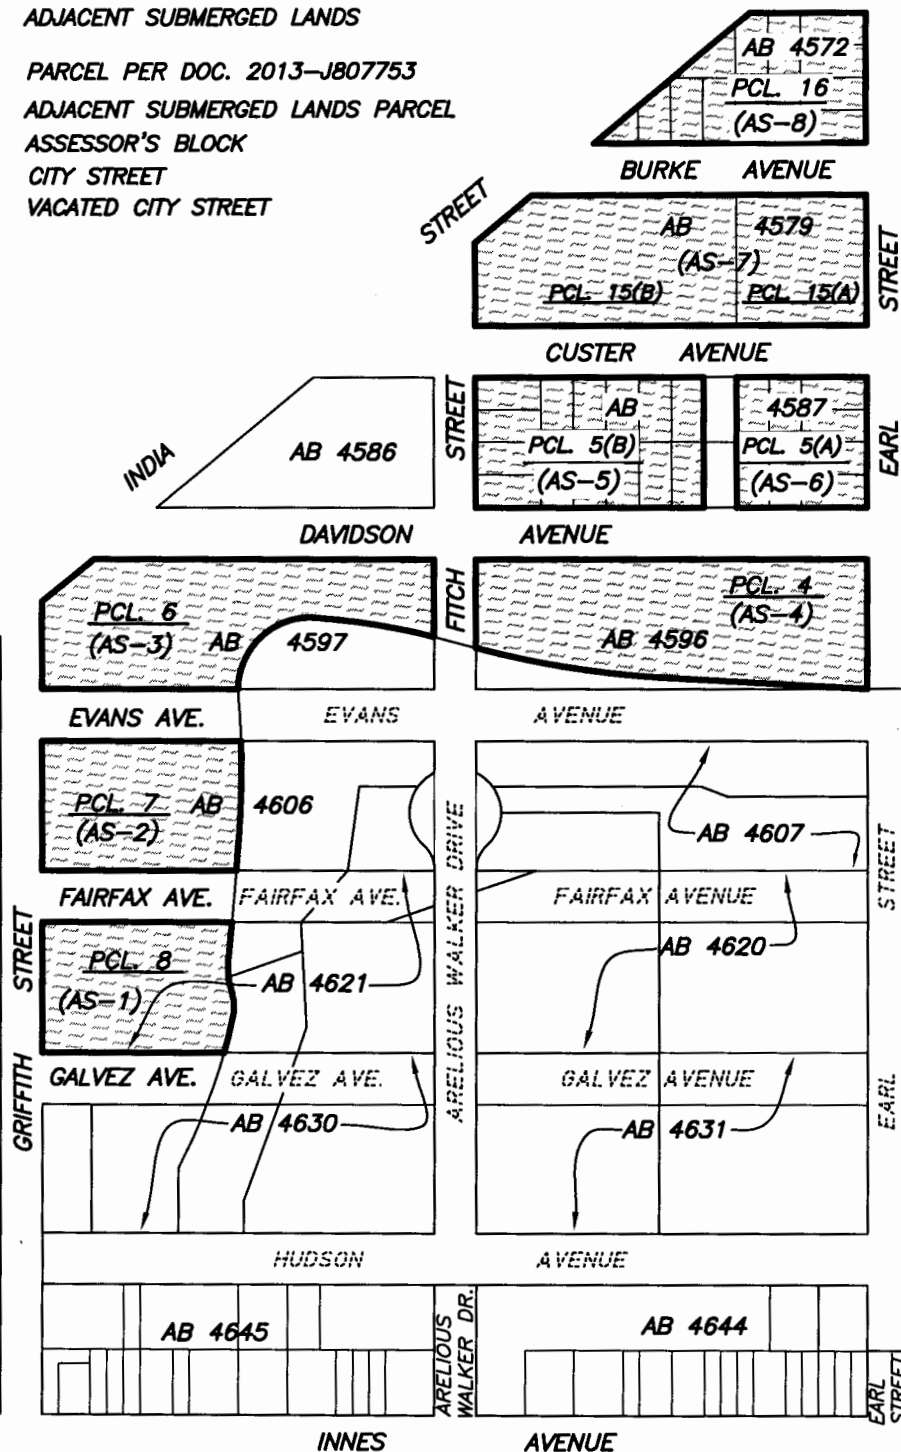 ADJACENT SUBMERGED LANDS
PARCEL PER DOC. 2013-J807753
ADJACENT SUBMERGED LANDS PARCEL
ASSESSOR'S BLOCK
CITY STREET
VACATED CITY STREET
AB 4572
PCL. 16
(AS-8)
BURKE AVENUE
STREET
AB 4579
(AS-7)
PCL. 15(B) PCL. 15(A)
STREET
CUSTER AVENUE
INDIA
AB 4586
STREET
AB 4587
PCL. 5(B) PCL. 5(A)
(AS-5) (AS-6)
EARL
DAVIDSON AVENUE
PCL. 6
(AS-3) AB 4597
FITCH
PCL. 4
(AS-4)
AB 4596
EVANS AVE. EVANS AVENUE
PCL. 7 AB 4606
(AS-2)
ARELIOUS WALKER DRIVE
AB 4607
STREET
FAIRFAX AVE. FAIRFAX AVE. FAIRFAX AVENUE
STREET
PCL. 8
(AS-1)
AB 4621
AB 4620
GALVEZ AVE. GALVEZ AVE. GALVEZ AVENUE
GRIFFITH
EARL
AB 4630
AB 4631
HUDSON AVENUE
AB 4645
ARELIOUS
WALKER DR.
AB 4644
EARL
STREET
INNES AVENUE